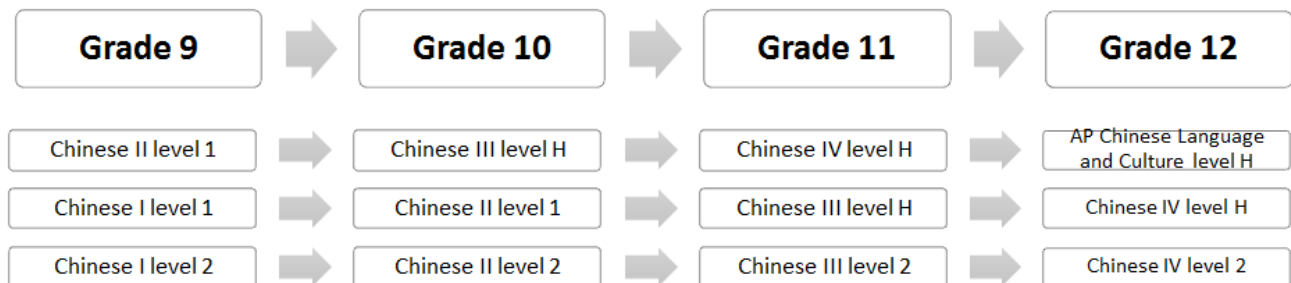 Grade 9
Grade 10
Grade 11
Grade 12
Chinese II level 1
Chinese III level H
Chinese IV level H
AP Chinese Language
and Culture level H
Chinese I level 1
Chinese II level 1
Chinese III level H
Chinese IV level H
Chinese I level 2
Chinese II level 2
Chinese III level 2
Chinese IV level 2